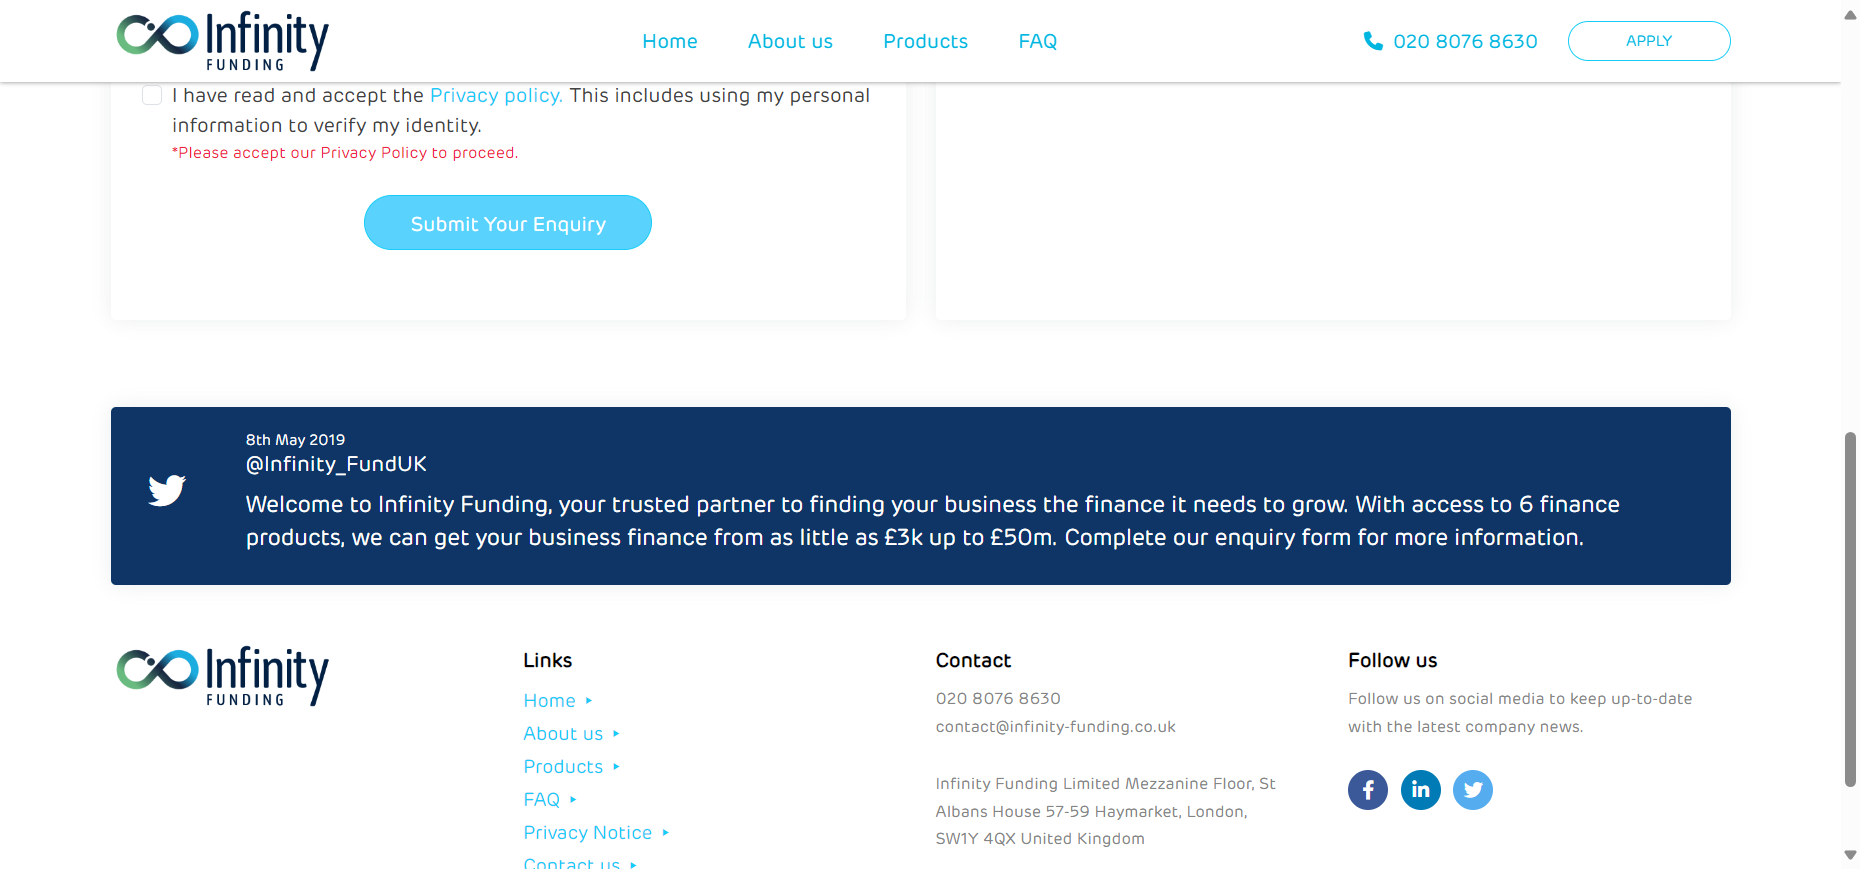 Infinity
FUNDING
Home
About us
Products
FAQ
020 8076 8630
APPLY
I have read and accept the Privacy policy. This includes using my personal
information to verify my identity.
*Please accept our Privacy Policy to proceed.
Submit Your Enquiry
8th May 2019
@Infinity_FundUK
Welcome to Infinity Funding, your trusted partner to finding your business the finance it needs to grow. With access to 6 finance
products, we can get your business finance from as little as £3k up to £50m. Complete our enquiry form for more information.
Infinity
FUNDING
Links
Home
About us
Products
FAQ
Privacy Notice
Contact us
Contact
020 8076 8630
contact@infinity-funding.co.uk
Infinity Funding Limited Mezzanine Floor, St
Albans House 57-59 Haymarket, London,
SW1Y 4QX United Kingdom
Follow us
Follow us on social media to keep up-to-date
with the latest company news.